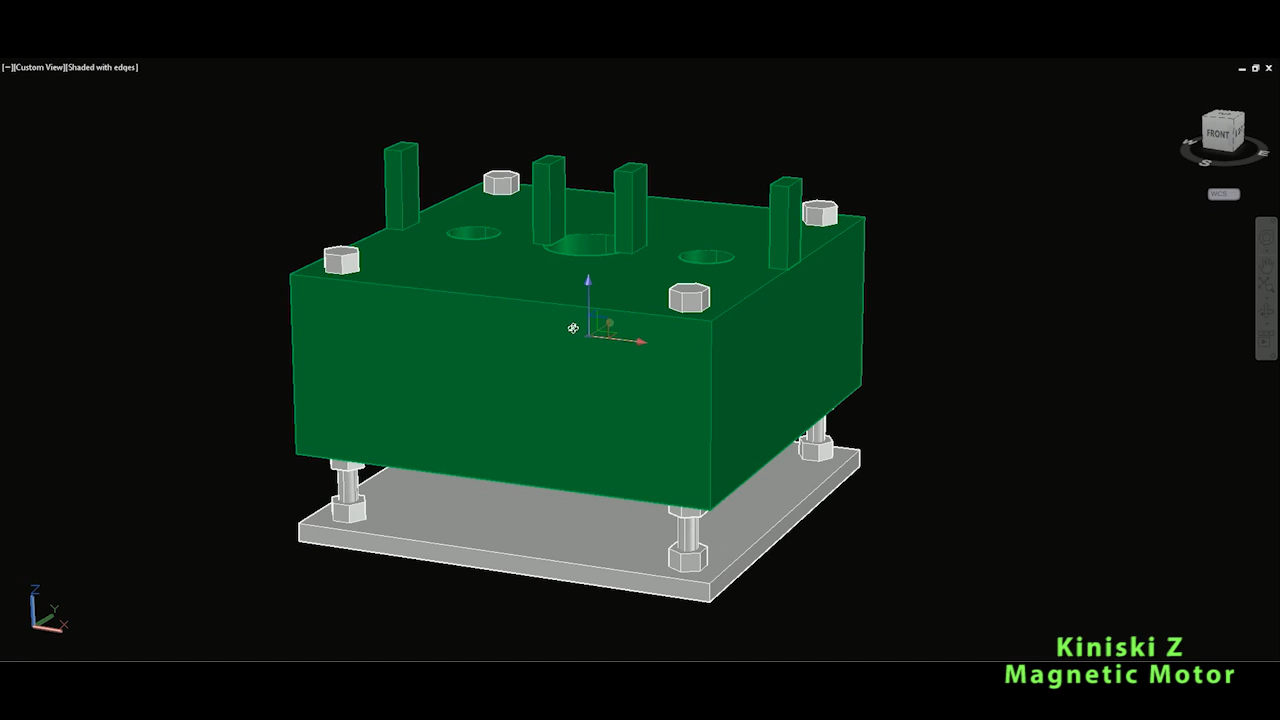 [−][Custom View][Shaded with edges]
FRONT
W
S
E
WCS
Z
Y
X
Kiniski Z
Magnetic Motor